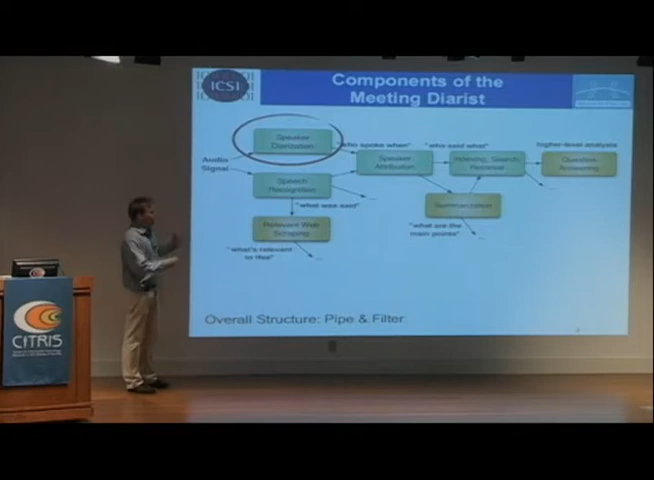 ICSI
Components of the
Meeting Diarist
Speaker
Diarization
"who spoke when"
"who said what"
higher-level analysis
Audio
Signal
Speaker
Attribution
Indexing, Search,
Retrieval
Question
Answering
Speech
Recognition
...
...
"what was said"
Summarization
Relevant Web
Scraping
"what are the
main points"
...
"what's relevant
to this"
...
Overall Structure: Pipe & Filter
CITRIS